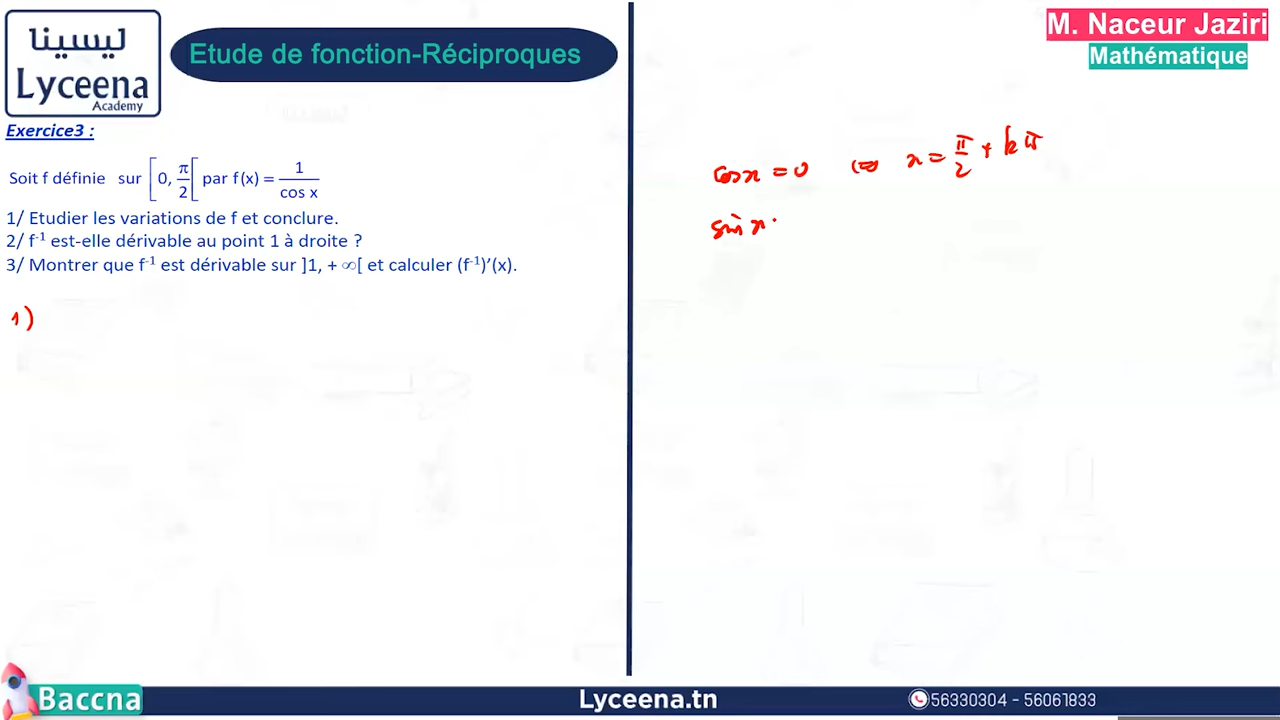 ليسينا
Lyceena
Academy
Etude de fonction-Réciproques
M. Naceur Jaziri
Mathématique
Exercice3 :
Soit f définie sur [0, π/2[ par f(x) = 1/cos x
1/ Etudier les variations de f et conclure.
2/ f⁻¹ est-elle dérivable au point 1 à droite ?
3/ Montrer que f⁻¹ est dérivable sur ]1, + ∞[ et calculer (f⁻¹)’(x).
1)
cos x = 0 ⇔ x = π/2 + kπ
sin x
Baccna
Lyceena.tn
56330304 - 56061833